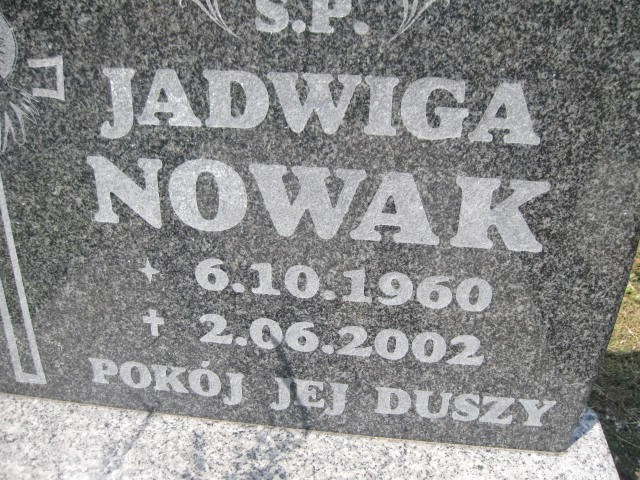 Ś.P.
JADWIGA
NOWAK
6.10.1960
2.06.2002
POKÓJ JEJ DUSZY